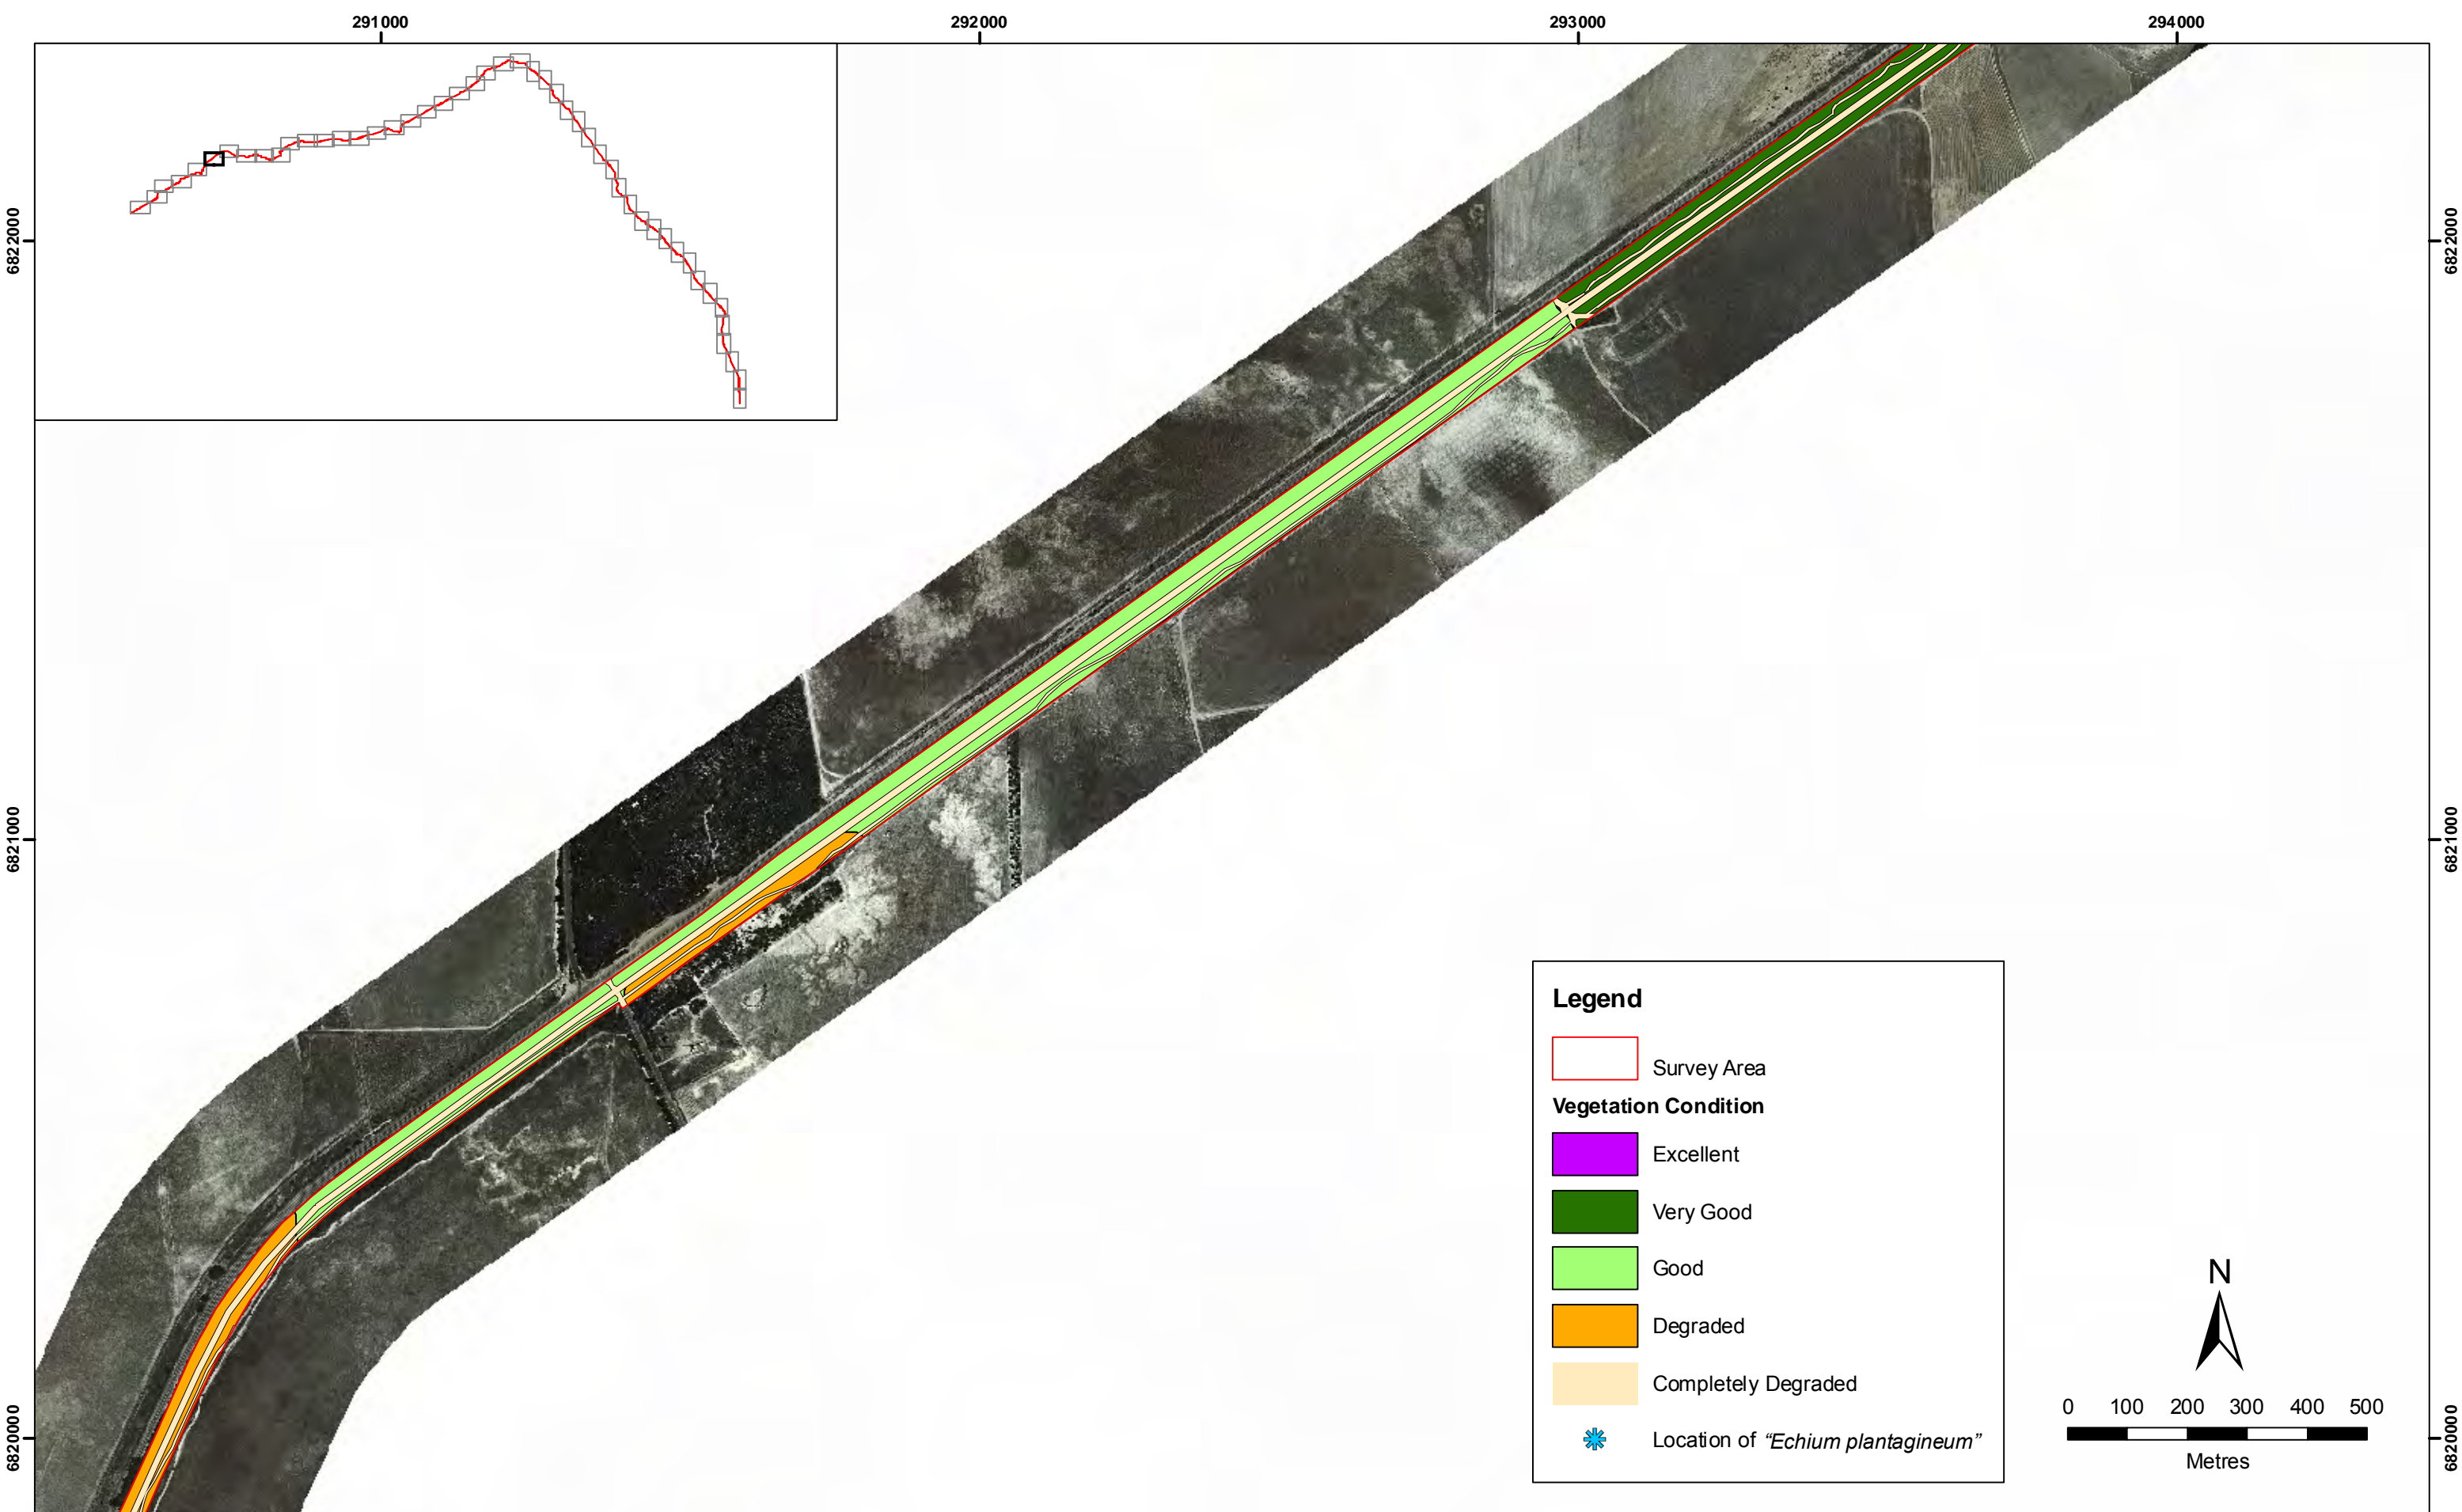 291000 292000 293000 294000
6822000 6822000
6821000 6821000
6820000 6820000
Legend
Survey Area
Vegetation Condition
Excellent
Very Good
Good
Degraded
Completely Degraded
Location of “Echium plantagineum”
N
0 100 200 300 400 500
Metres